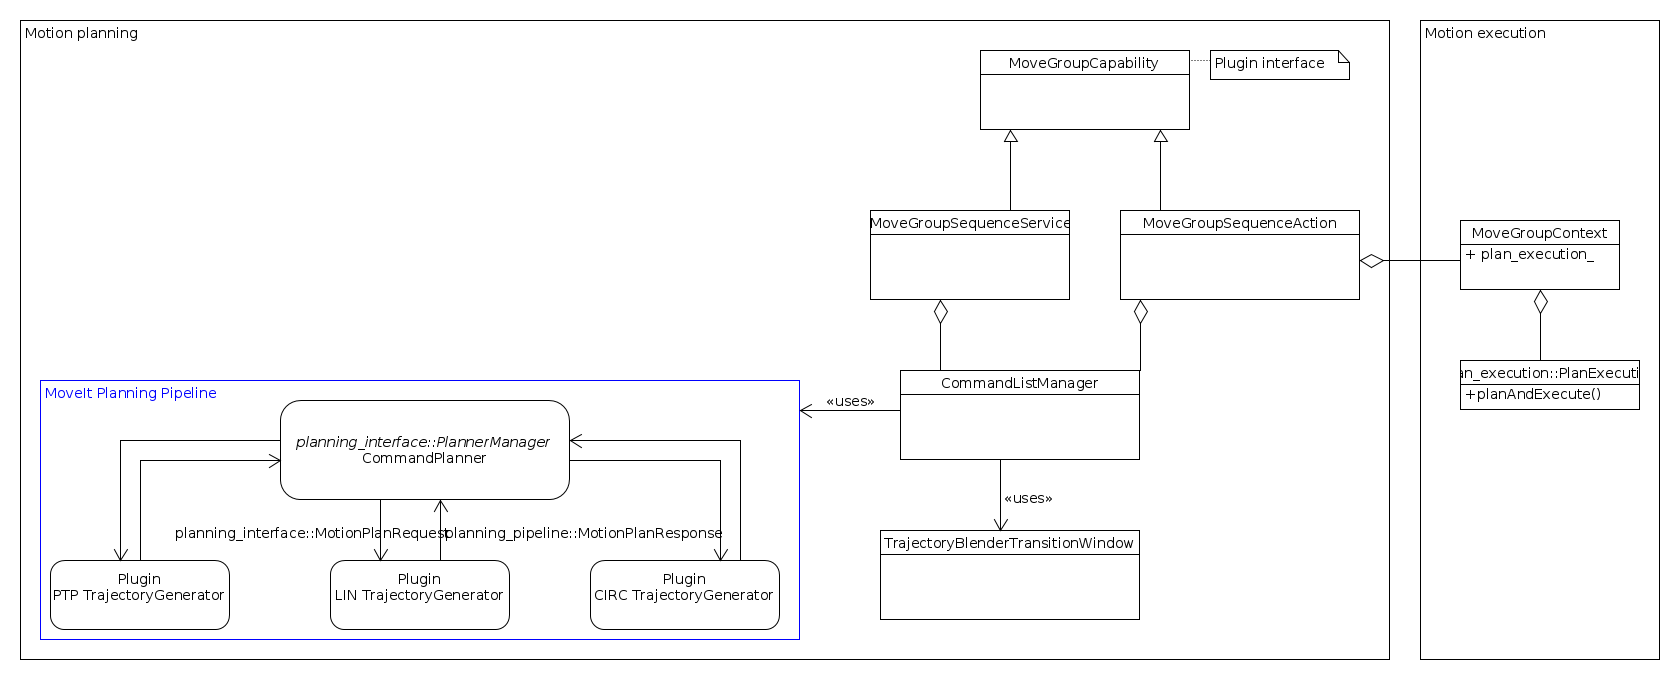 Motion planning
Motion execution
MoveGroupCapability
Plugin interface
MoveGroupSequenceService
MoveGroupSequenceAction
MoveGroupContext
+ plan_execution_
an_execution::PlanExecuti
+planAndExecute()
CommandListManager
«uses»
«uses»
TrajectoryBlenderTransitionWindow
MoveIt Planning Pipeline
planning_interface::PlannerManager
CommandPlanner
planning_interface::MotionPlanRequest
planning_pipeline::MotionPlanResponse
Plugin
PTP TrajectoryGenerator
Plugin
LIN TrajectoryGenerator
Plugin
CIRC TrajectoryGenerator